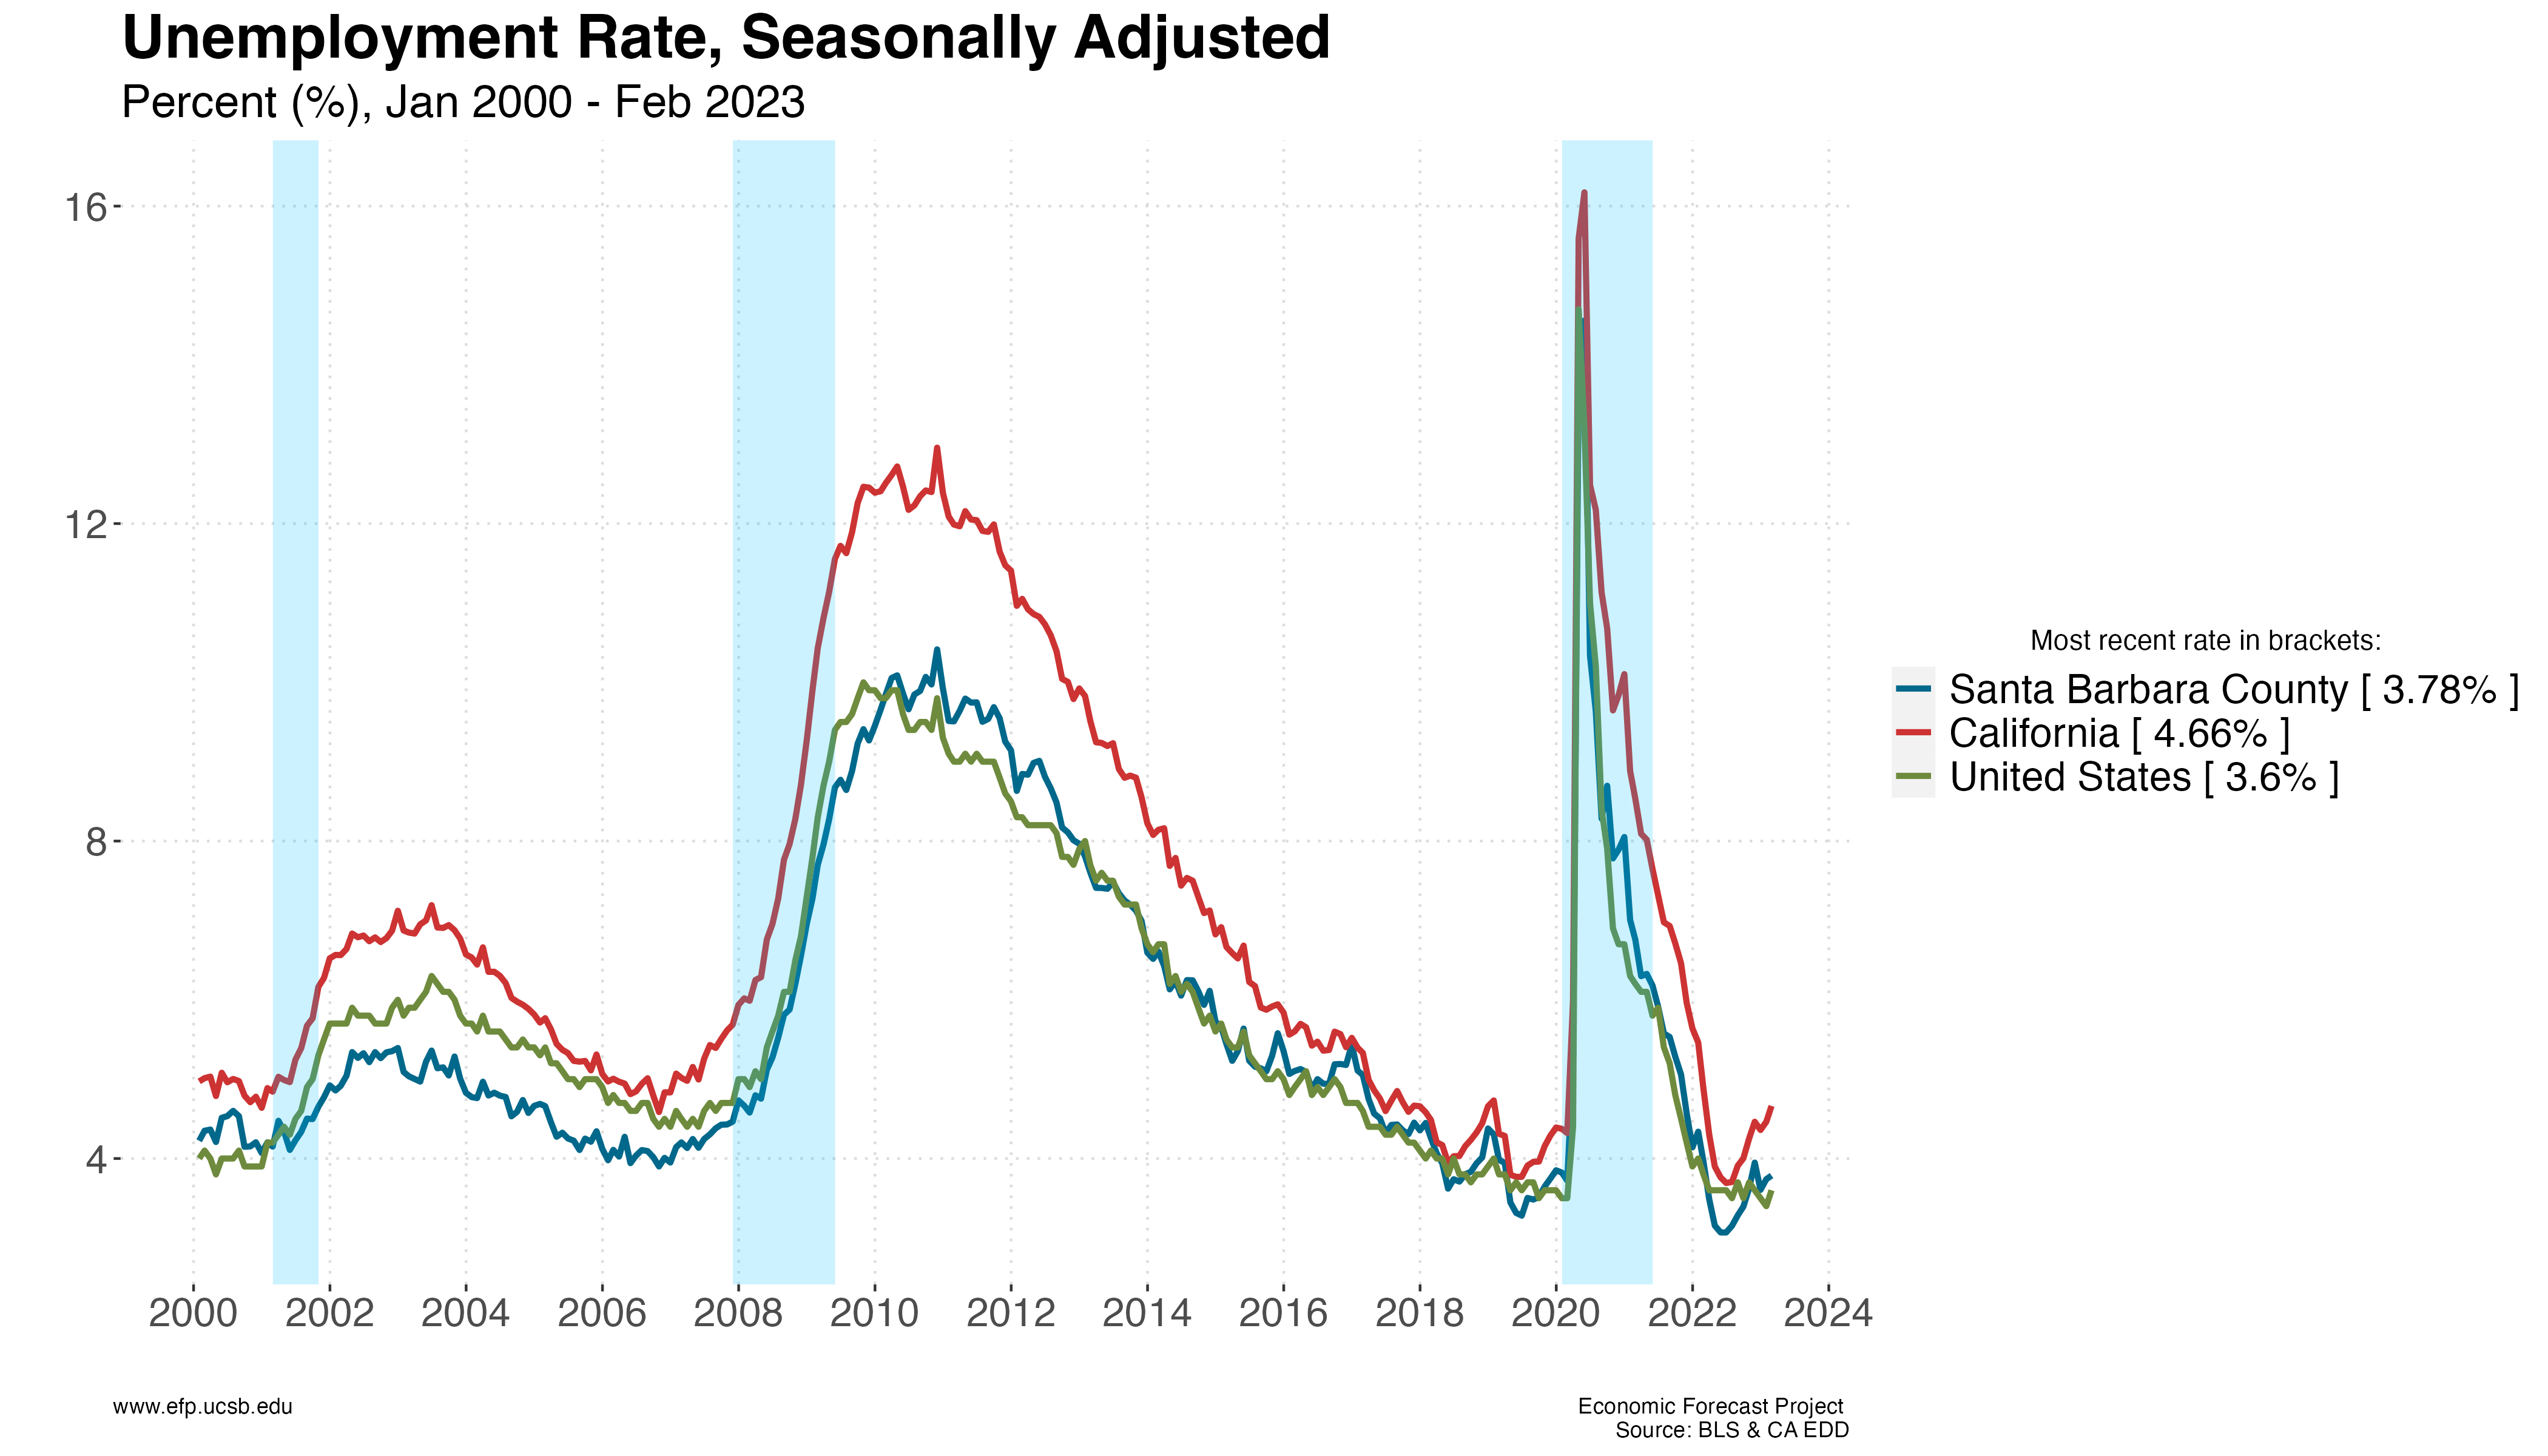 Unemployment Rate, Seasonally Adjusted
Percent (%), Jan 2000 - Feb 2023
16
12
8
4
2000 2002 2004 2006 2008 2010 2012 2014 2016 2018 2020 2022 2024
Most recent rate in brackets:
Santa Barbara County [ 3.78% ]
California [ 4.66% ]
United States [ 3.6% ]
www.efp.ucsb.edu
Economic Forecast Project
Source: BLS & CA EDD